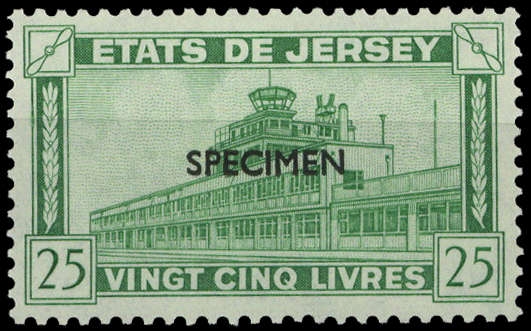 ETATS DE JERSEY
SPECIMEN
25 VINGT CINQ LIVRES 25